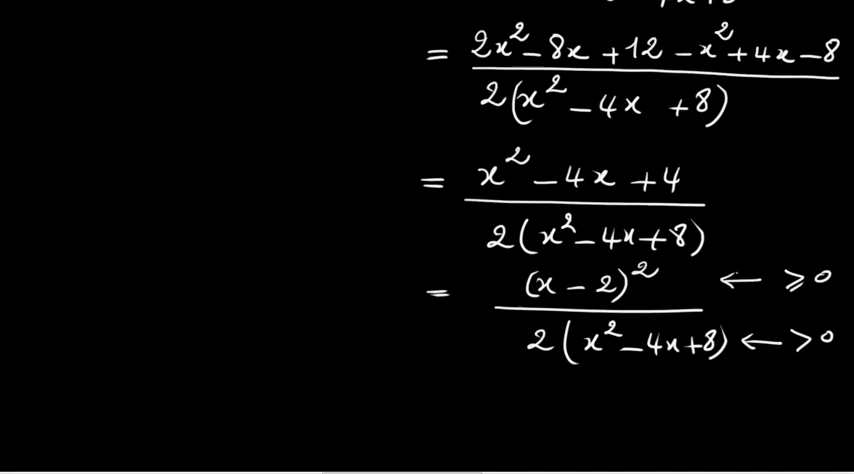 = (2x² - 8x + 12 - x² + 4x - 8) / (2(x² - 4x + 8))
= (x² - 4x + 4) / (2(x² - 4x + 8))
= (x - 2)² / (2(x² - 4x + 8)) ← ≥ 0 ← > 0